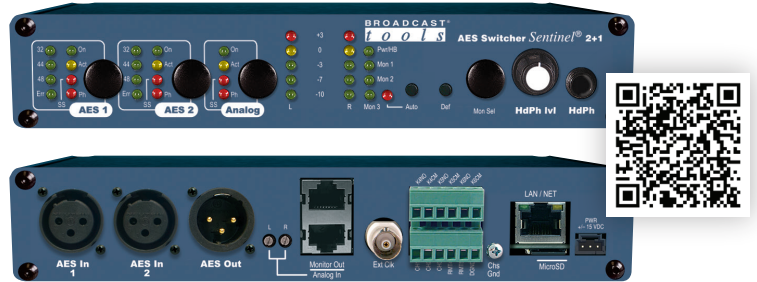 BROADCAST®
tools
AES Switcher Sentinel® 2+1
32 On 32 On On +3
44 Act 44 Act Act 0 Pwr/HB
48 48 -3 Mon 1
Err Ph Err Ph Ph -7 Mon 2
SS SS SS -10
AES 1 AES 2 Analog L R Mon 3 Auto Def Mon Sel HdPh lvl HdPh
LAN / NET
L R
PWR
+/- 15 VDC
AES In
1
AES In
2
AES Out
Monitor Out
Analog In
Ext Clk
Chs
Gnd
MicroSD